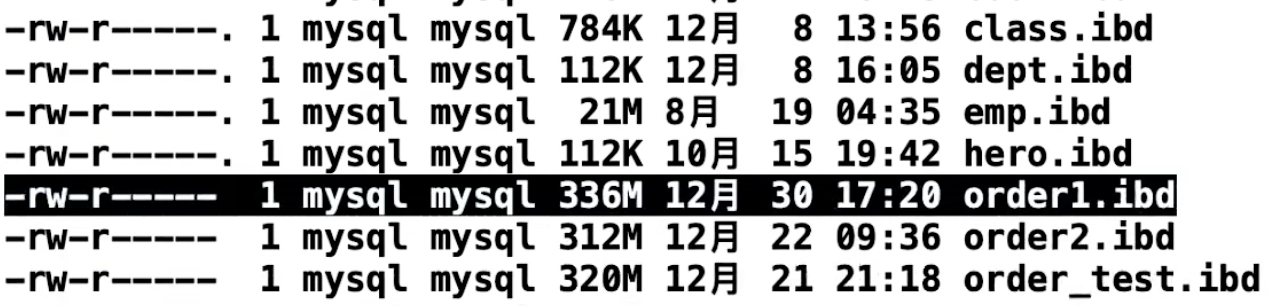 -rw-r-----. 1 mysql mysql 784K 12月   8 13:56 class.ibd
-rw-r-----. 1 mysql mysql 112K 12月   8 16:05 dept.ibd
-rw-r-----. 1 mysql mysql  21M 8月   19 04:35 emp.ibd
-rw-r-----. 1 mysql mysql 112K 10月  15 19:42 hero.ibd
-rw-r-----  1 mysql mysql 336M 12月  30 17:20 order1.ibd
-rw-r-----  1 mysql mysql 312M 12月  22 09:36 order2.ibd
-rw-r-----  1 mysql mysql 320M 12月  21 21:18 order_test.ibd